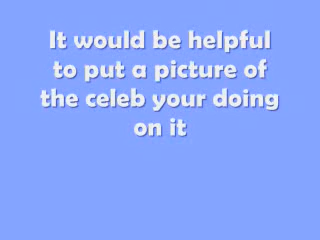 It would be helpful
to put a picture of
the celeb your doing
on it